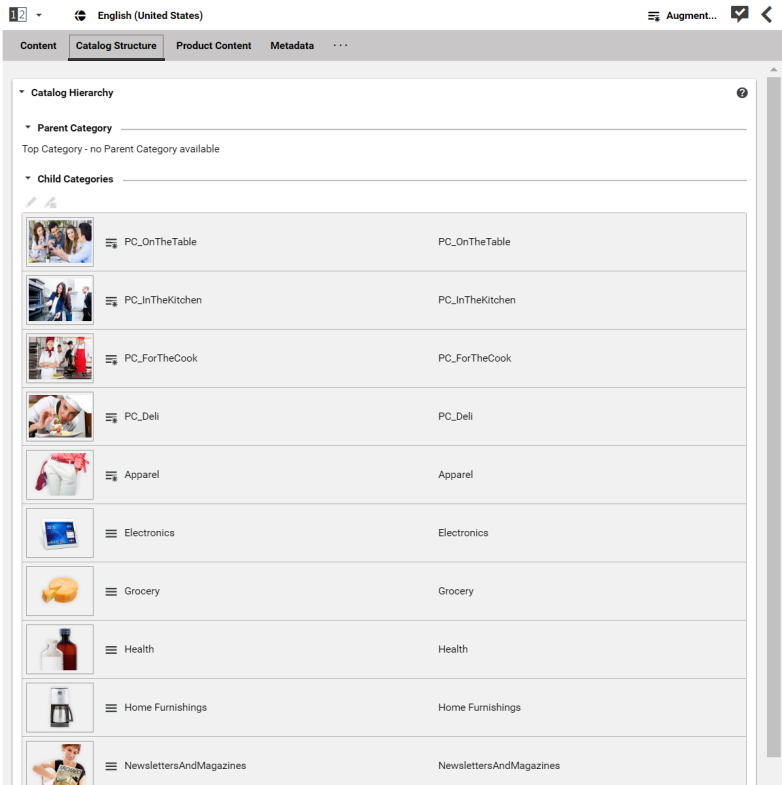 12
English (United States)
Augment...
Content Catalog Structure Product Content Metadata ...
Catalog Hierarchy
Parent Category
Top Category - no Parent Category available
Child Categories
PC_OnTheTable PC_OnTheTable
PC_InTheKitchen PC_InTheKitchen
PC_ForTheCook PC_ForTheCook
PC_Deli PC_Deli
Apparel Apparel
Electronics Electronics
Grocery Grocery
Health Health
Home Furnishings Home Furnishings
NewslettersAndMagazines NewslettersAndMagazines